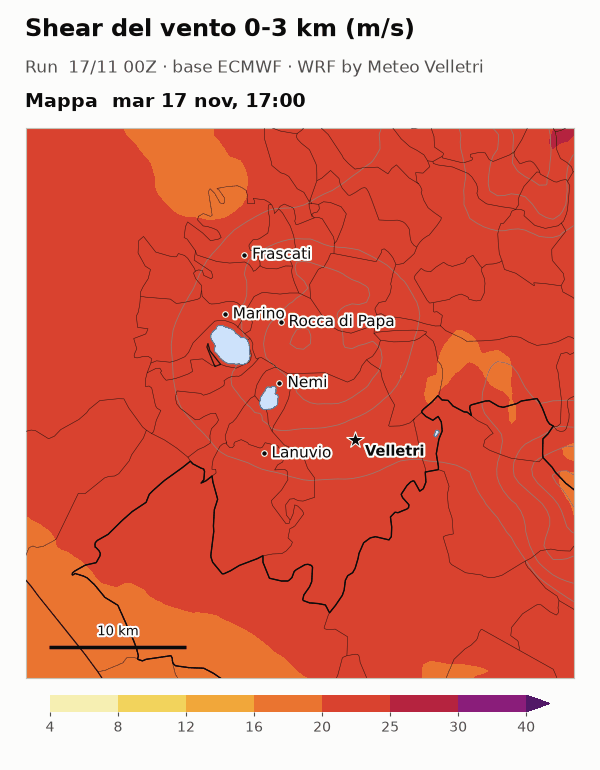 Shear del vento 0-3 km (m/s)
Run  17/11 00Z · base ECMWF · WRF by Meteo Velletri
Mappa  mar 17 nov, 17:00
Frascati
Marino
Rocca di Papa
Nemi
Velletri
Lanuvio
10 km
4 8 12 16 20 25 30 40